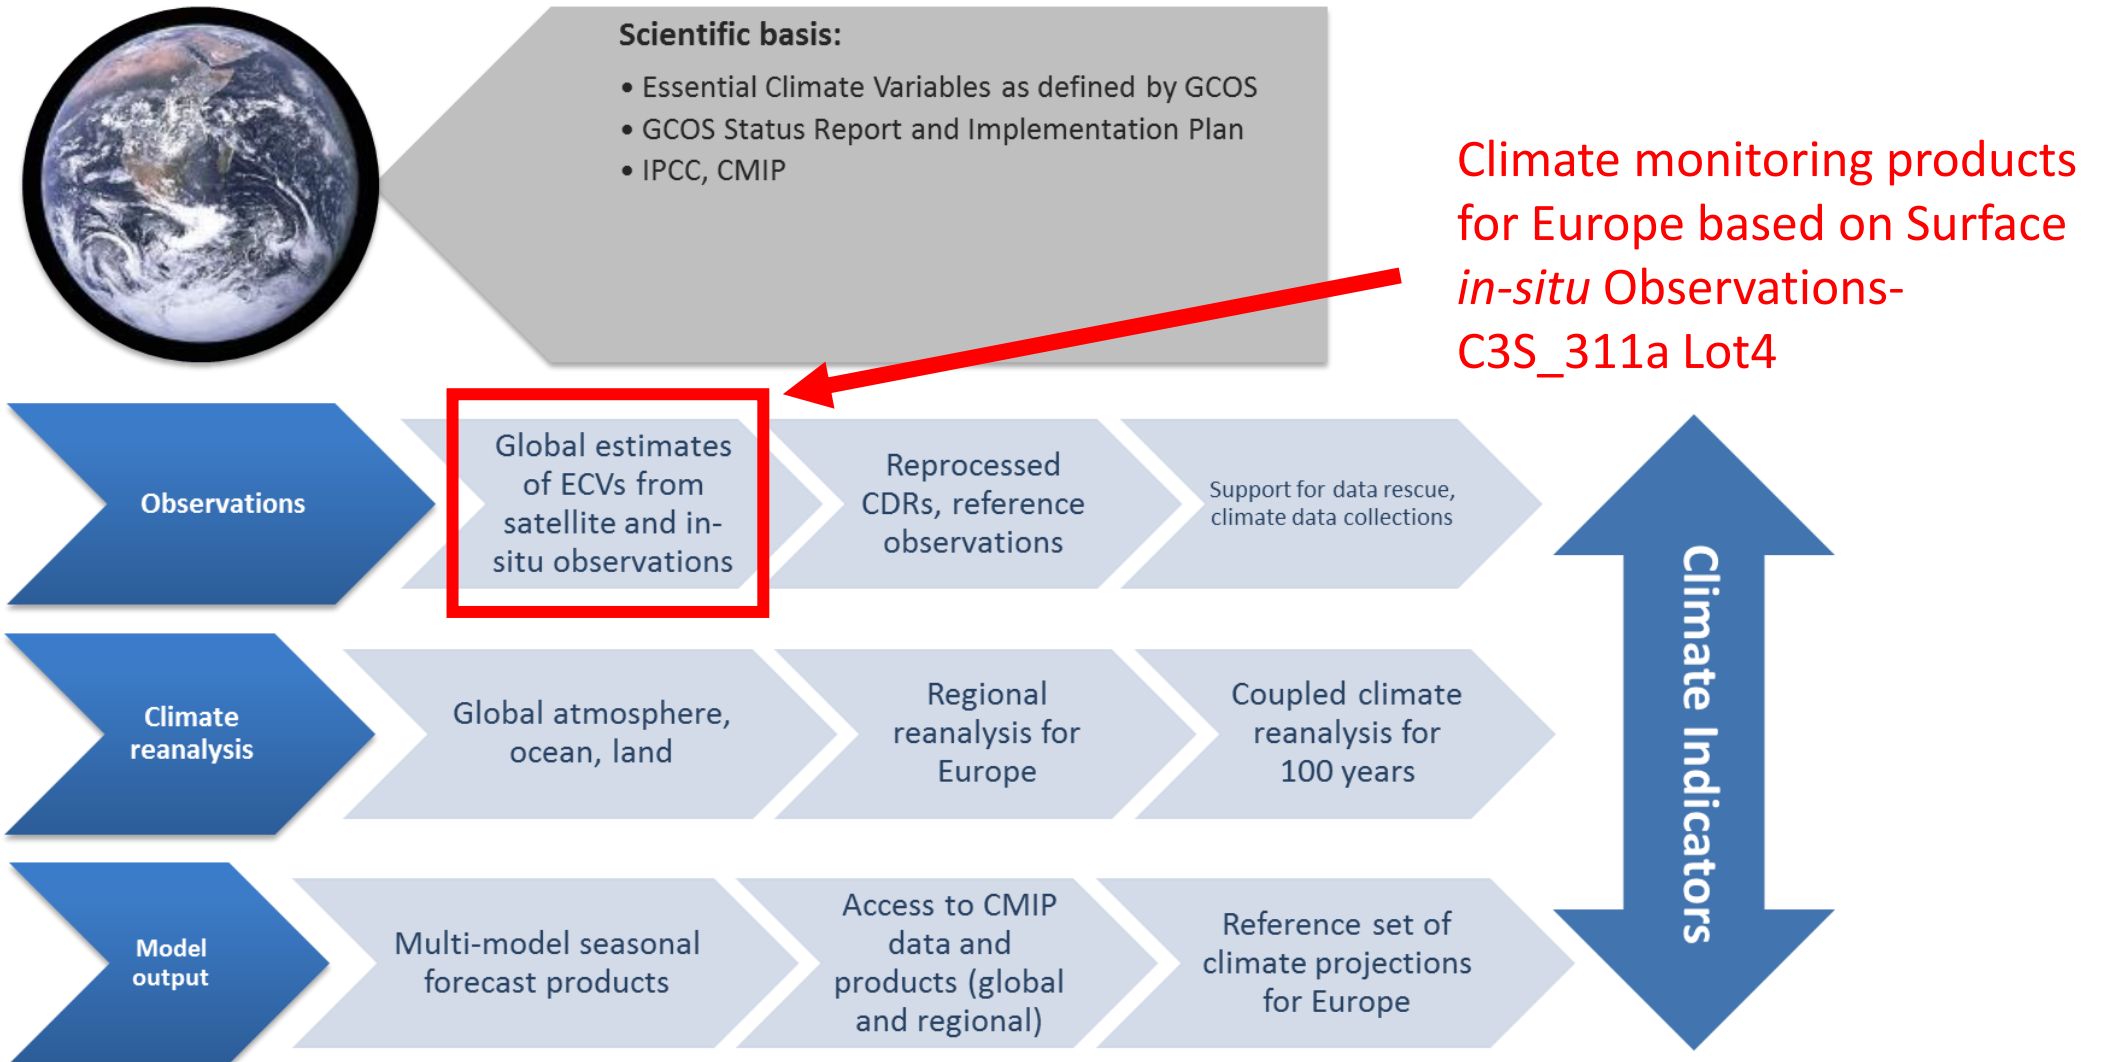 Scientific basis:
• Essential Climate Variables as defined by GCOS
• GCOS Status Report and Implementation Plan
• IPCC, CMIP
Climate monitoring products
for Europe based on Surface
in-situ Observations-
C3S_311a Lot4
Observations
Global estimates
of ECVs from
satellite and in-
situ observations
Reprocessed
CDRs, reference
observations
Support for data rescue,
climate data collections
Climate
reanalysis
Global atmosphere,
ocean, land
Regional
reanalysis for
Europe
Coupled climate
reanalysis for
100 years
Model
output
Multi-model seasonal
forecast products
Access to CMIP
data and
products (global
and regional)
Reference set of
climate projections
for Europe
Climate Indicators